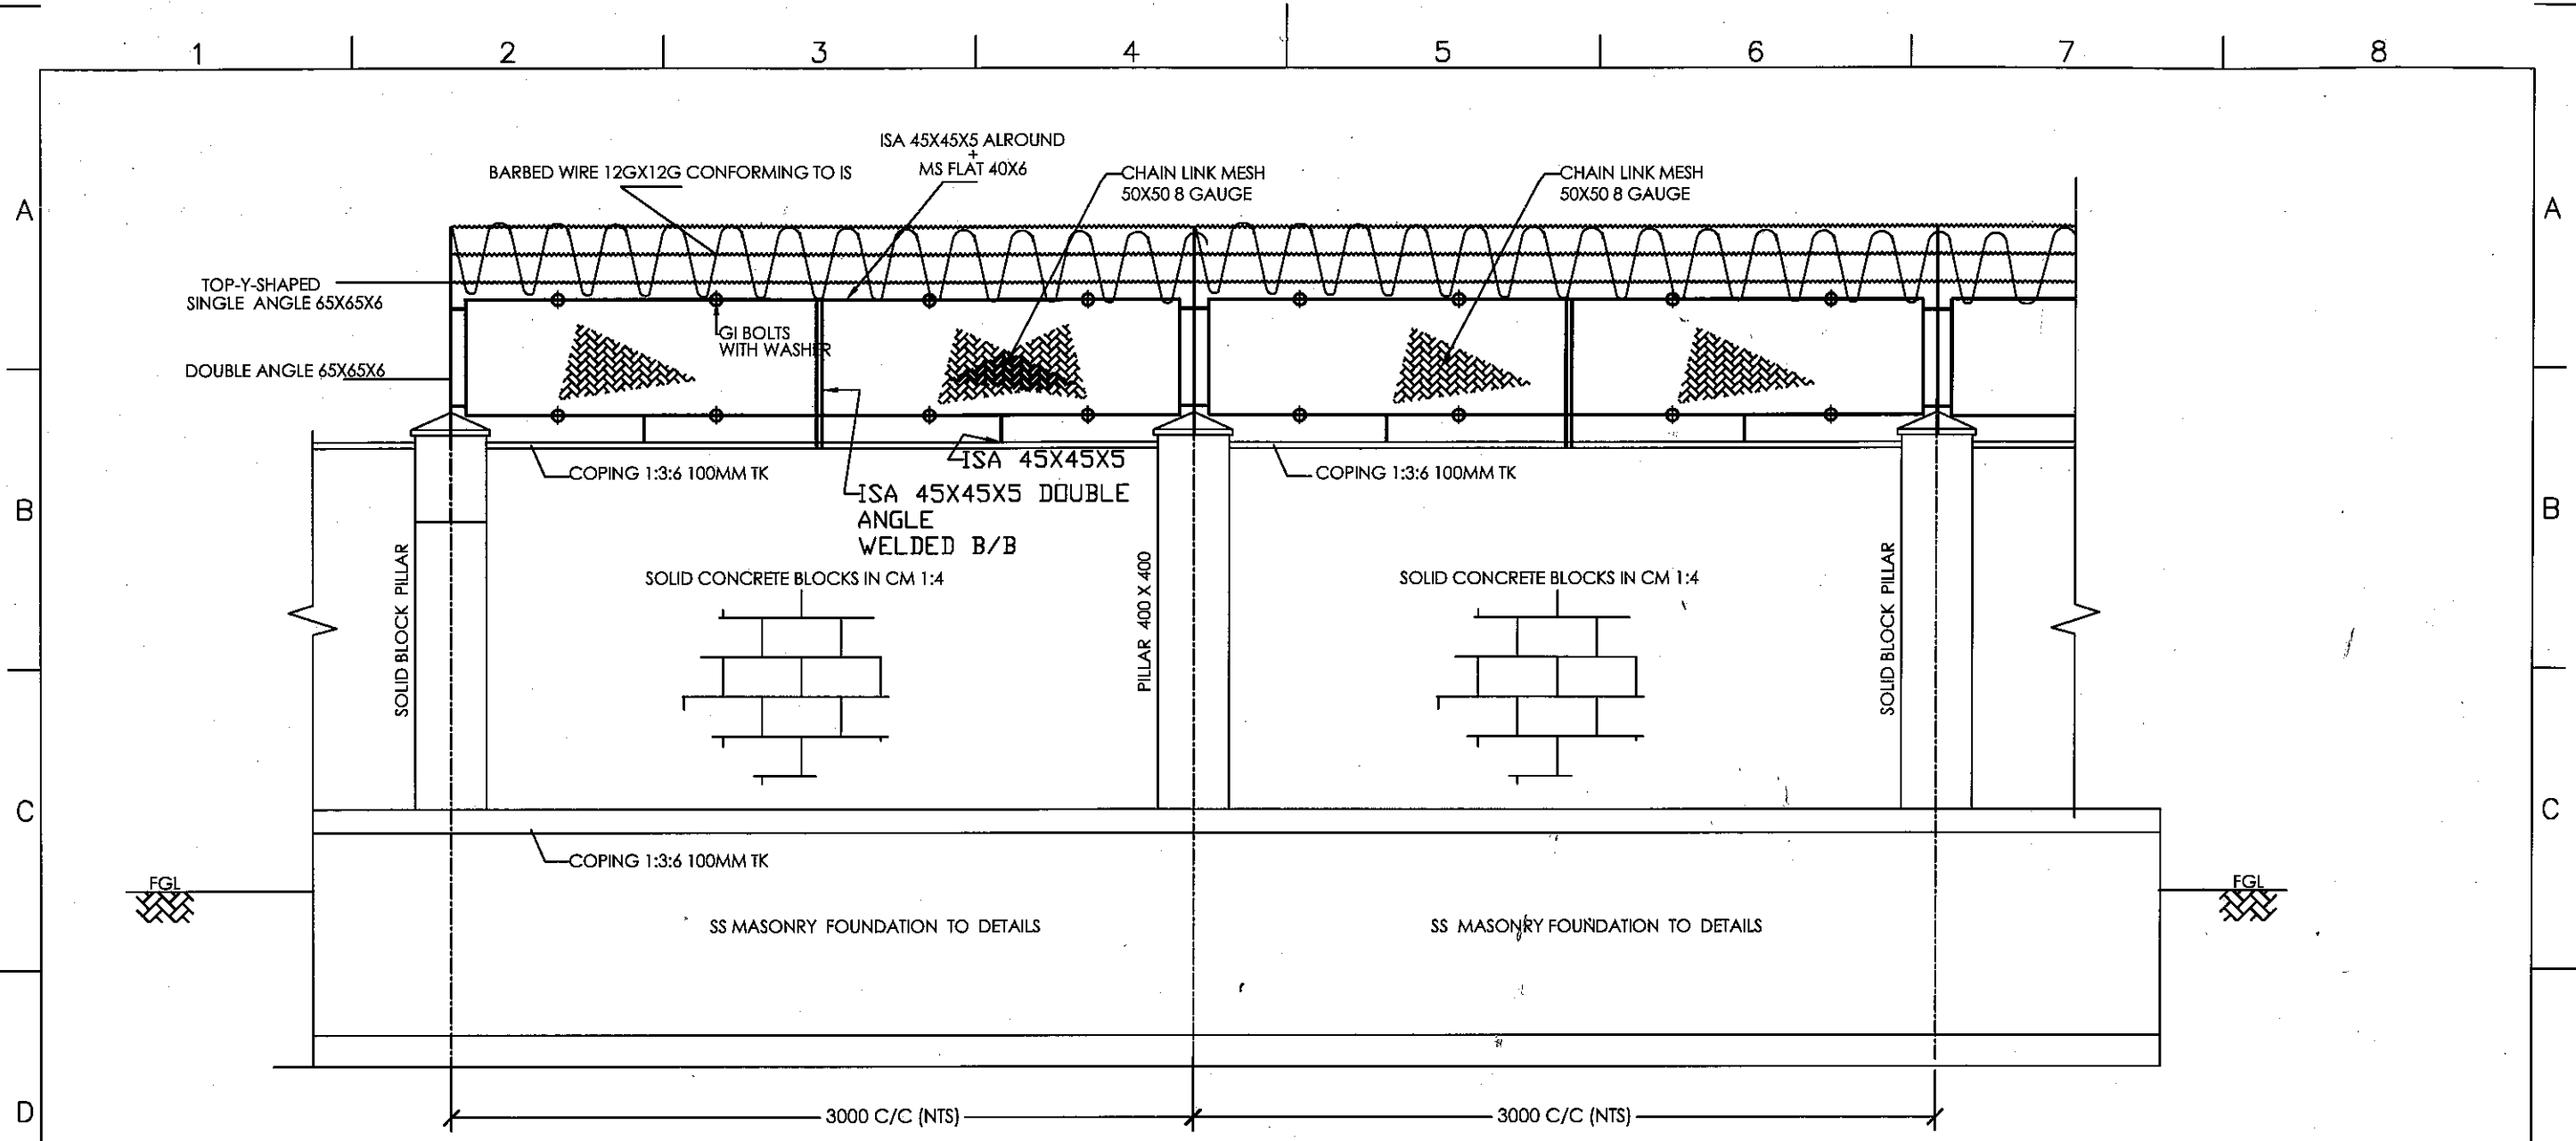 1 2 3 4 5 6 7 8
ISA 45X45X5 ALROUND
+
MS FLAT 40X6
BARBED WIRE 12GX12G CONFORMING TO IS
CHAIN LINK MESH
50X50 8 GAUGE
CHAIN LINK MESH
50X50 8 GAUGE
A
A
TOP-Y-SHAPED
SINGLE ANGLE 65X65X6
GI BOLTS
WITH WASHER
DOUBLE ANGLE 65X65X6
COPING 1:3:6 100MM TK
ISA 45X45X5
COPING 1:3:6 100MM TK
ISA 45X45X5 DOUBLE
ANGLE
WELDED B/B
B
B
SOLID BLOCK PILLAR
SOLID CONCRETE BLOCKS IN CM 1:4
PILLAR 400 X 400
SOLID CONCRETE BLOCKS IN CM 1:4
SOLID BLOCK PILLAR
C
C
COPING 1:3:6 100MM TK
FGL
FGL
SS MASONRY FOUNDATION TO DETAILS
SS MASONRY FOUNDATION TO DETAILS
D
3000 C/C (NTS)
3000 C/C (NTS)